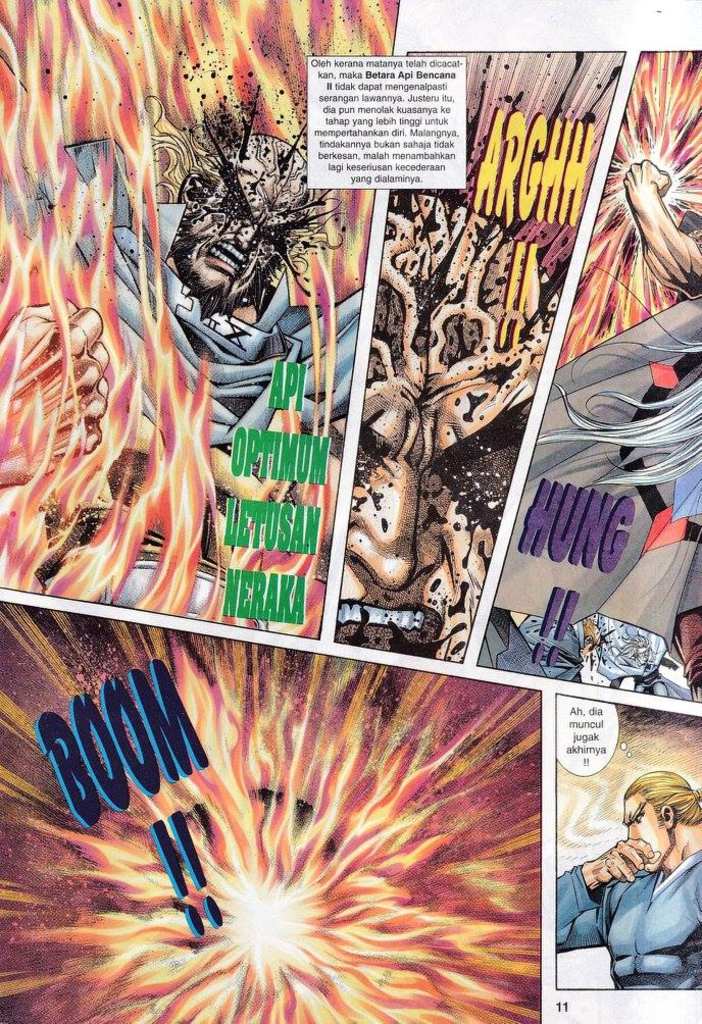 Oleh kerana matanya telah dicacat-
kan, maka Betara Api Bencana
II tidak dapat mengenalpasti
serangan lawannya. Justeru itu,
dia pun menolak kuasanya ke
tahap yang lebih tinggi untuk
mempertahankan diri. Malangnya,
tindakannya bukan sahaja tidak
berkesan, malah menambahkan
lagi keseriusan kecederaan
yang dialaminya.
API
OPTIMUM
LETUSAN
NERAKA
ARGHH
!!
HUNG
!!
BOOM
!!
Ah, dia
muncul
jugak
akhirnya
!!
11